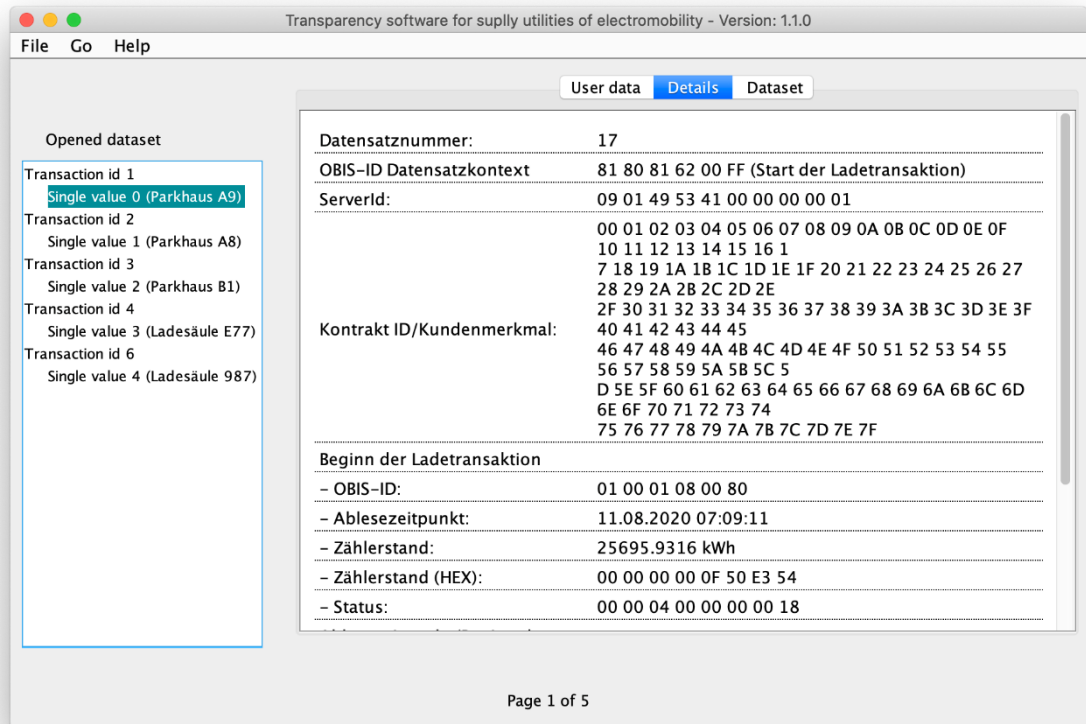 Transparency software for suplly utilities of electromobility - Version: 1.1.0
File Go Help
User data Details Dataset
Opened dataset
Transaction id 1
Single value 0 (Parkhaus A9)
Transaction id 2
Single value 1 (Parkhaus A8)
Transaction id 3
Single value 2 (Parkhaus B1)
Transaction id 4
Single value 3 (Ladesäule E77)
Transaction id 6
Single value 4 (Ladesäule 987)
Datensatznummer: 17
OBIS-ID Datensatzkontext 81 80 81 62 00 FF (Start der Ladetransaktion)
ServerId: 09 01 49 53 41 00 00 00 00 01
Kontrakt ID/Kundenmerkmal:
00 01 02 03 04 05 06 07 08 09 0A 0B 0C 0D 0E 0F
10 11 12 13 14 15 16 1
7 18 19 1A 1B 1C 1D 1E 1F 20 21 22 23 24 25 26 27
28 29 2A 2B 2C 2D 2E
2F 30 31 32 33 34 35 36 37 38 39 3A 3B 3C 3D 3E 3F
40 41 42 43 44 45
46 47 48 49 4A 4B 4C 4D 4E 4F 50 51 52 53 54 55
56 57 58 59 5A 5B 5C 5
D 5E 5F 60 61 62 63 64 65 66 67 68 69 6A 6B 6C 6D
6E 6F 70 71 72 73 74
75 76 77 78 79 7A 7B 7C 7D 7E 7F
Beginn der Ladetransaktion
- OBIS-ID: 01 00 01 08 00 80
- Ablesezeitpunkt: 11.08.2020 07:09:11
- Zählerstand: 25695.9316 kWh
- Zählerstand (HEX): 00 00 00 00 0F 50 E3 54
- Status: 00 00 04 00 00 00 00 18
Page 1 of 5